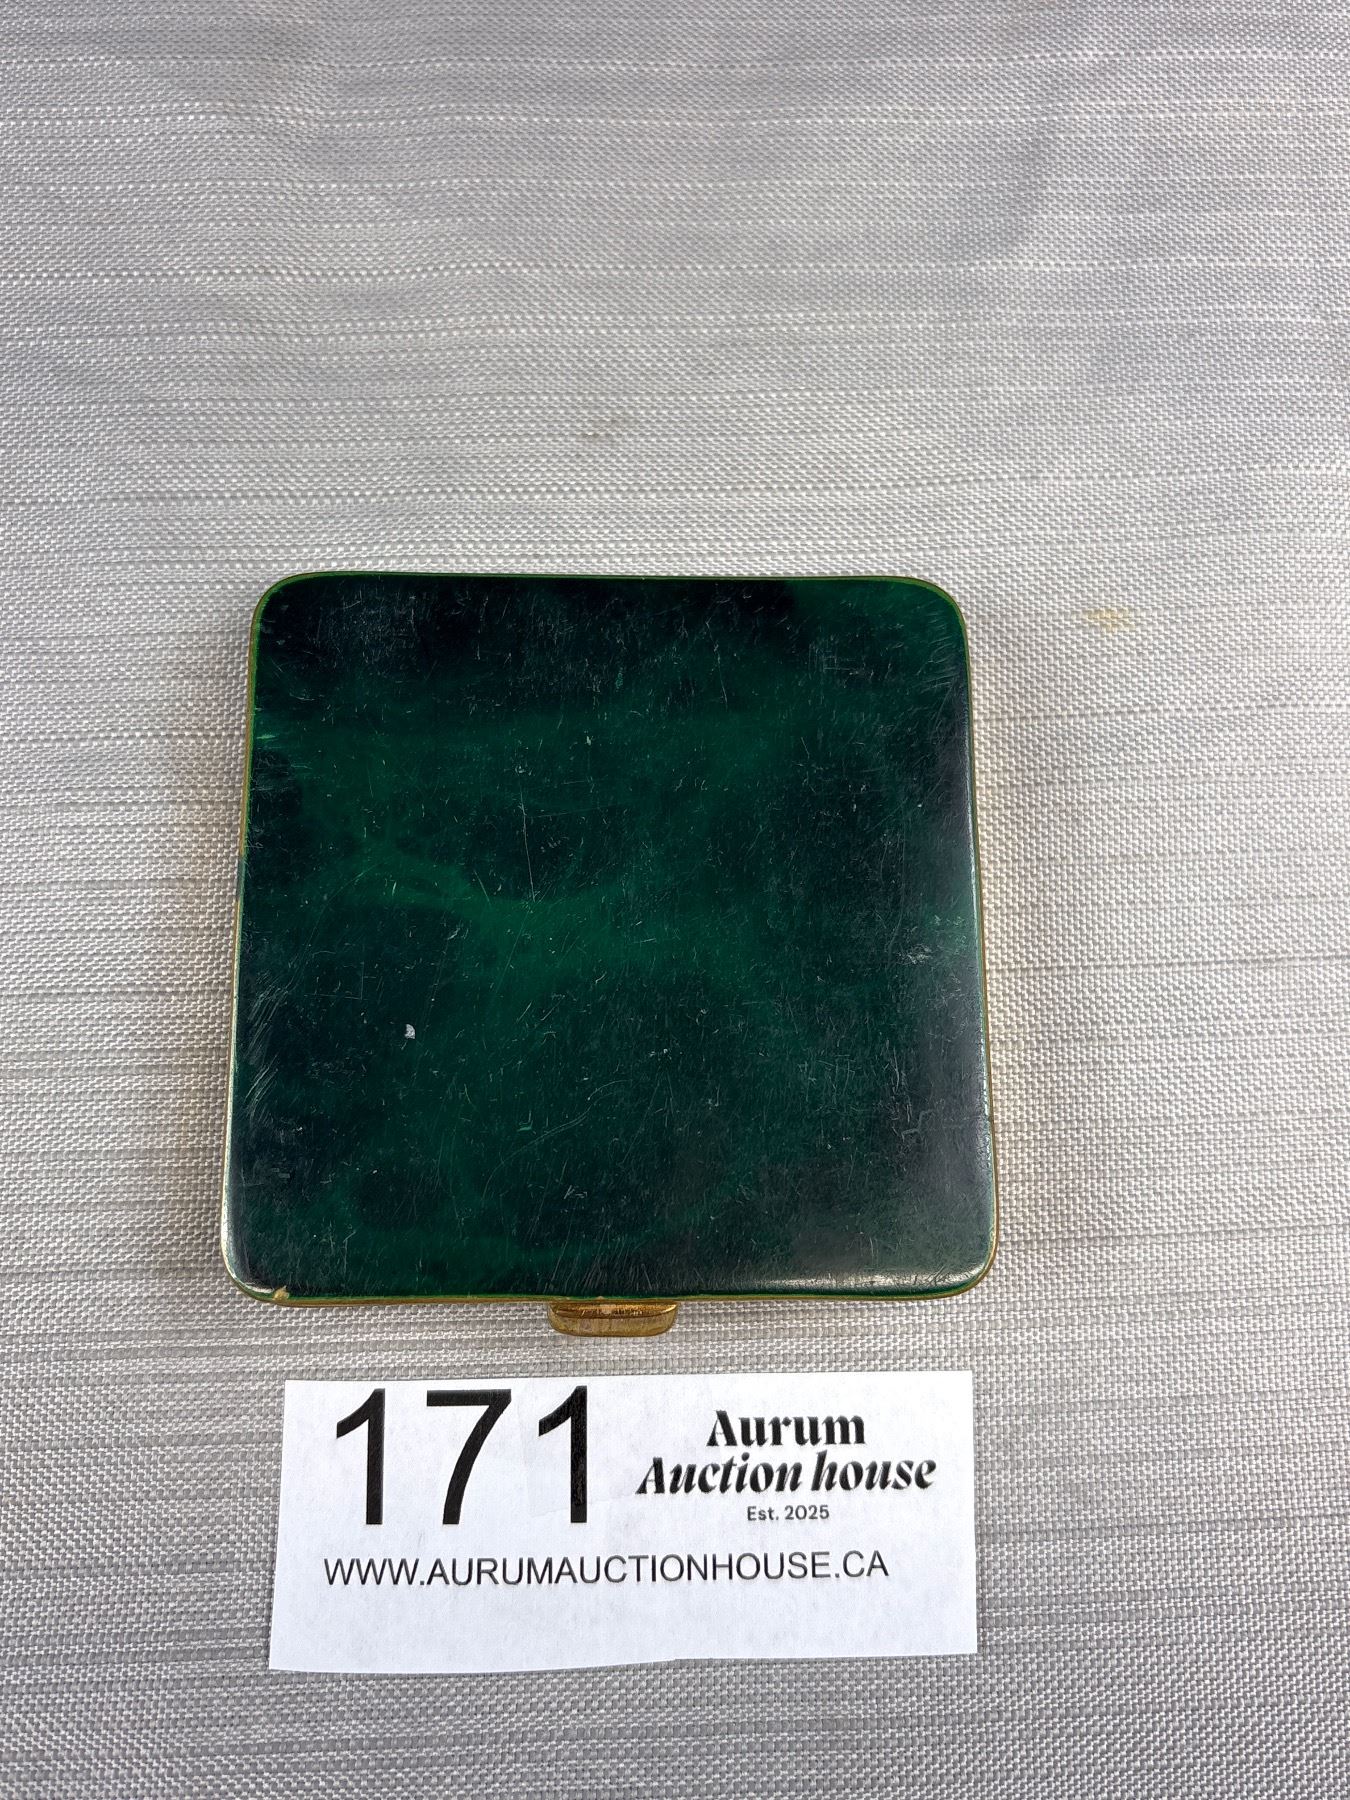 171
Aurum
Auction house
Est. 2025
WWW.AURUMAUCTIONHOUSE.CA